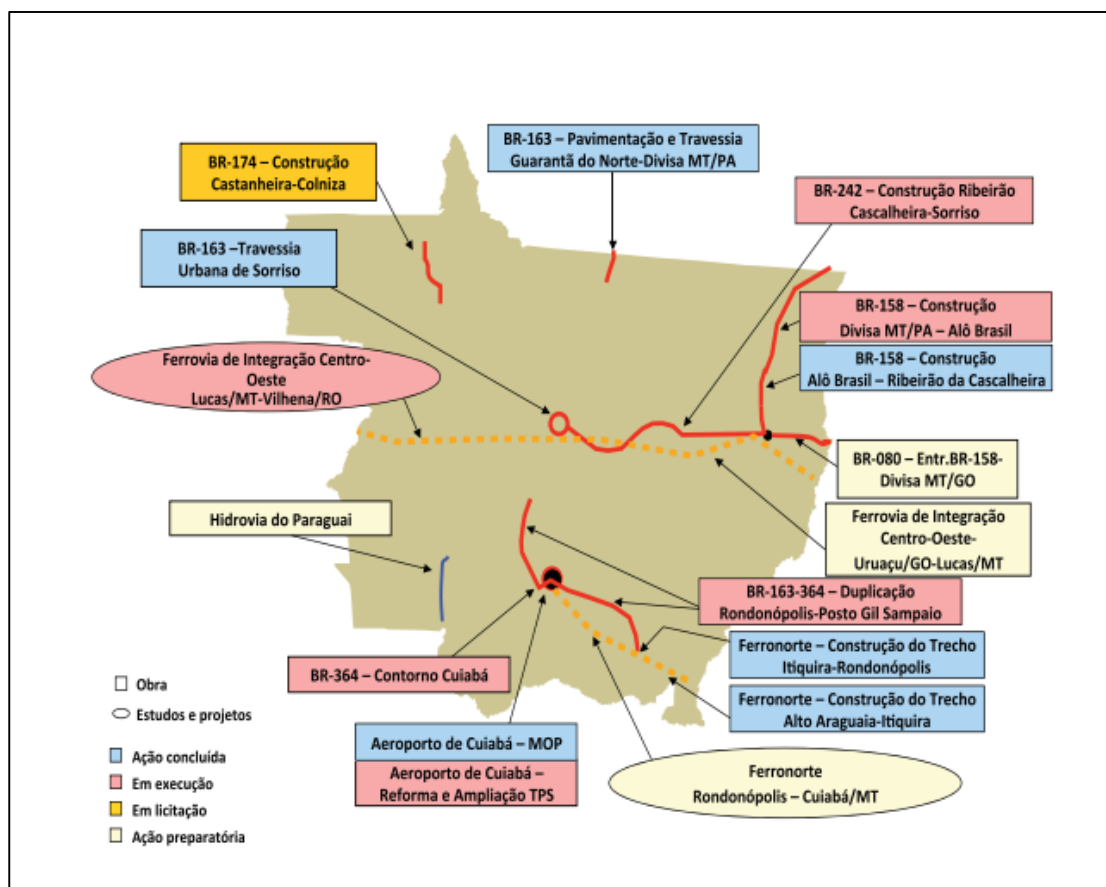 BR-163 – Pavimentação e Travessia
Guarantã do Norte-Divisa MT/PA
BR-174 – Construção
Castanheira-Colniza
BR-242 – Construção Ribeirão
Cascalheira-Sorriso
BR-163 –Travessia
Urbana de Sorriso
BR-158 – Construção
Divisa MT/PA – Alô Brasil
BR-158 – Construção
Alô Brasil – Ribeirão da Cascalheira
Ferrovia de Integração Centro-
Oeste
Lucas/MT-Vilhena/RO
BR-080 – Entr.BR-158-
Divisa MT/GO
Hidrovia do Paraguai
Ferrovia de Integração
Centro-Oeste-
Uruaçu/GO-Lucas/MT
BR-163-364 – Duplicação
Rondonópolis-Posto Gil Sampaio
Ferronorte – Construção do Trecho
Itiquira-Rondonópolis
BR-364 – Contorno Cuiabá
Ferronorte – Construção do Trecho
Alto Araguaia-Itiquira
Aeroporto de Cuiabá – MOP
Aeroporto de Cuiabá –
Reforma e Ampliação TPS
Ferronorte
Rondonópolis – Cuiabá/MT
Obra
Estudos e projetos
Ação concluída
Em execução
Em licitação
Ação preparatória